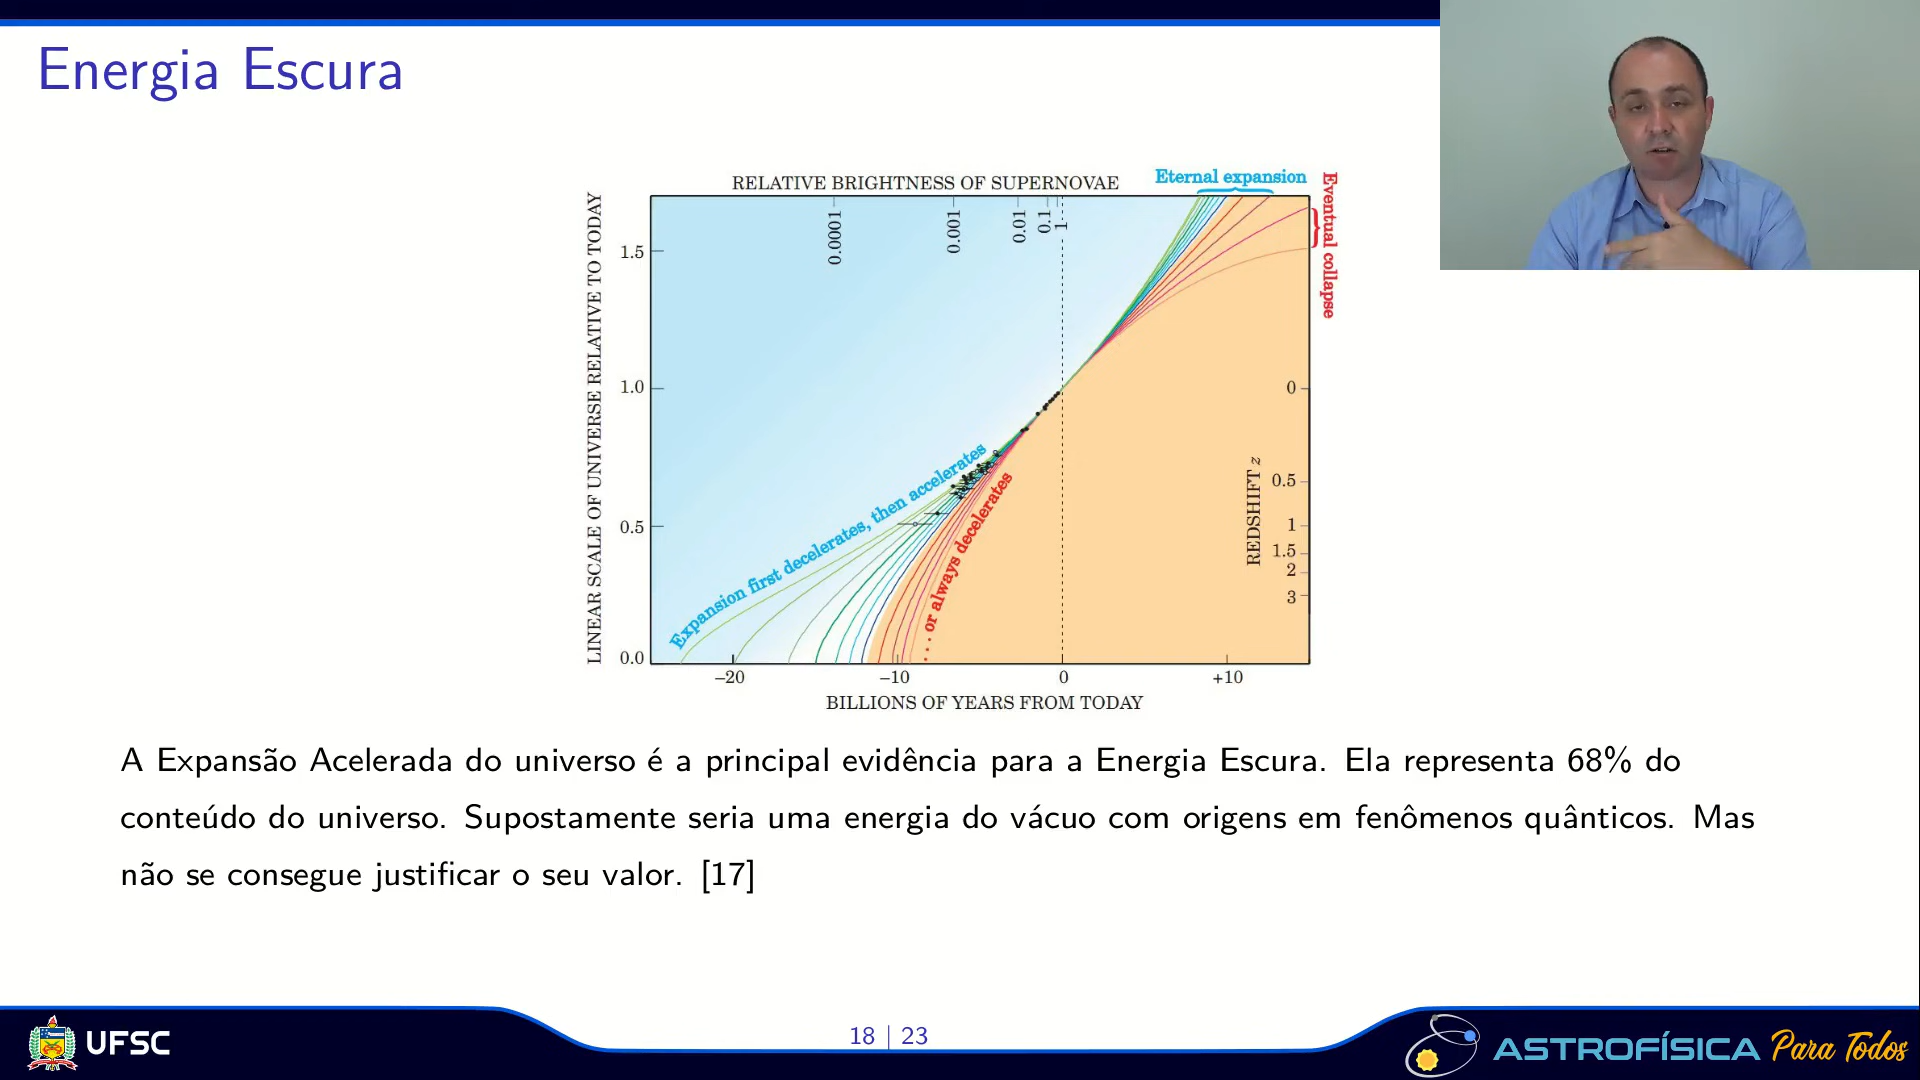 Energia Escura
RELATIVE BRIGHTNESS OF SUPERNOVAE
Eternal expansion
Eventual collapse
0.0001
0.001
0.01
0.1
1
LINEAR SCALE OF UNIVERSE RELATIVE TO TODAY
1.5
1.0
0.5
0.0
Expansion first decelerates, then accelerates
. . . or always decelerates
REDSHIFT z
0
0.5
1
1.5
2
3
–20
–10
0
+10
BILLIONS OF YEARS FROM TODAY
A Expansão Acelerada do universo é a principal evidência para a Energia Escura. Ela representa 68% do
conteúdo do universo. Supostamente seria uma energia do vácuo com origens em fenômenos quânticos. Mas
não se consegue justificar o seu valor. [17]
UFSC
18 | 23
ASTROFÍSICA Para Todos